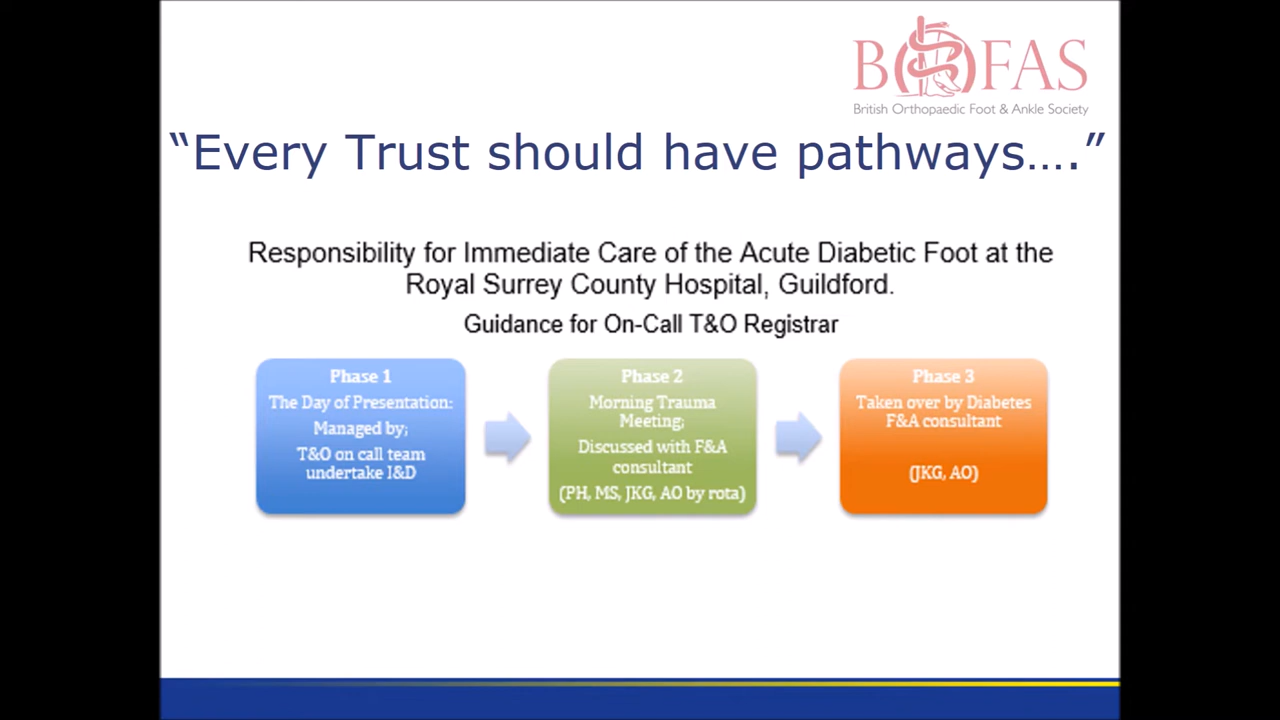 BOFAS
British Orthopaedic Foot & Ankle Society
“Every Trust should have pathways….”
Responsibility for Immediate Care of the Acute Diabetic Foot at the
Royal Surrey County Hospital, Guildford.
Guidance for On-Call T&O Registrar
Phase 1
The Day of Presentation:
Managed by;
T&O on call team
undertake I&D
Phase 2
Morning Trauma
Meeting;
Discussed with F&A
consultant
(PH, MS, JKG, AO by rota)
Phase 3
Taken over by Diabetes
F&A consultant
(JKG, AO)